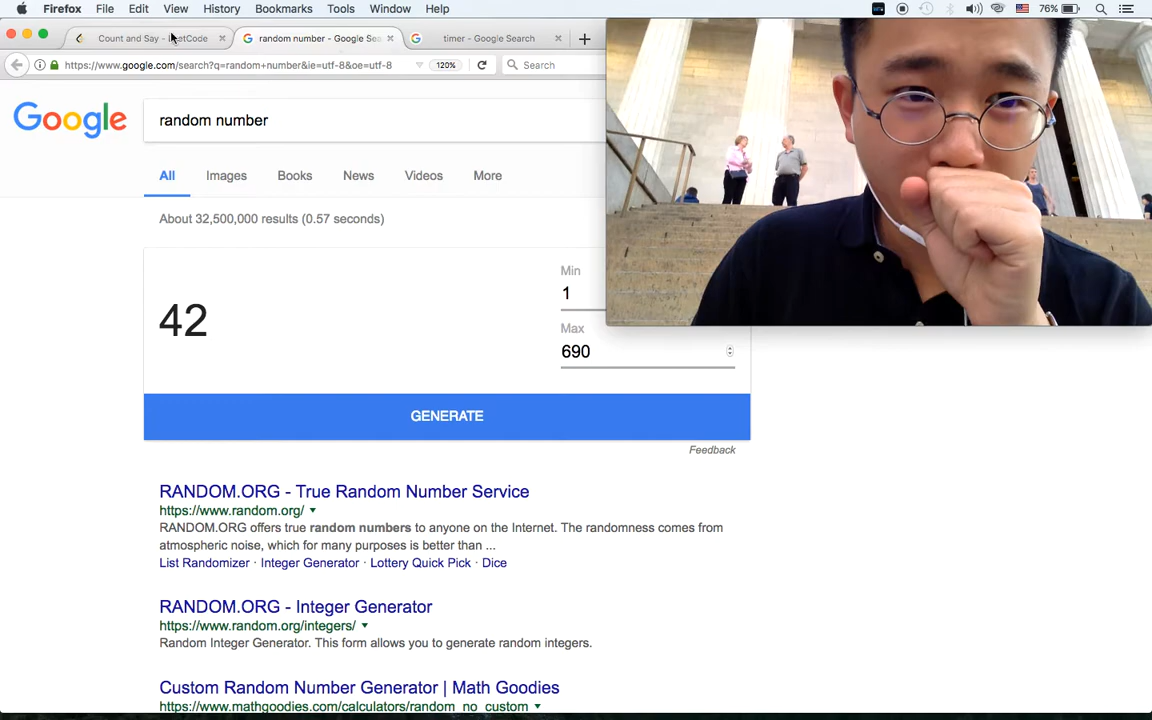 Firefox File Edit View History Bookmarks Tools Window Help 76%
Count and Say - LeetCode random number - Google Sea timer - Google Search
https://www.google.com/search?q=random+number&ie=utf-8&oe=utf-8 120% Search
Google random number
All Images Books News Videos More
About 32,500,000 results (0.57 seconds)
Min
1
42
Max
690
GENERATE
Feedback
RANDOM.ORG - True Random Number Service
https://www.random.org/
RANDOM.ORG offers true random numbers to anyone on the Internet. The randomness comes from
atmospheric noise, which for many purposes is better than ...
List Randomizer · Integer Generator · Lottery Quick Pick · Dice
RANDOM.ORG - Integer Generator
https://www.random.org/integers/
Random Integer Generator. This form allows you to generate random integers.
Custom Random Number Generator | Math Goodies
https://www.mathgoodies.com/calculators/random_no_custom